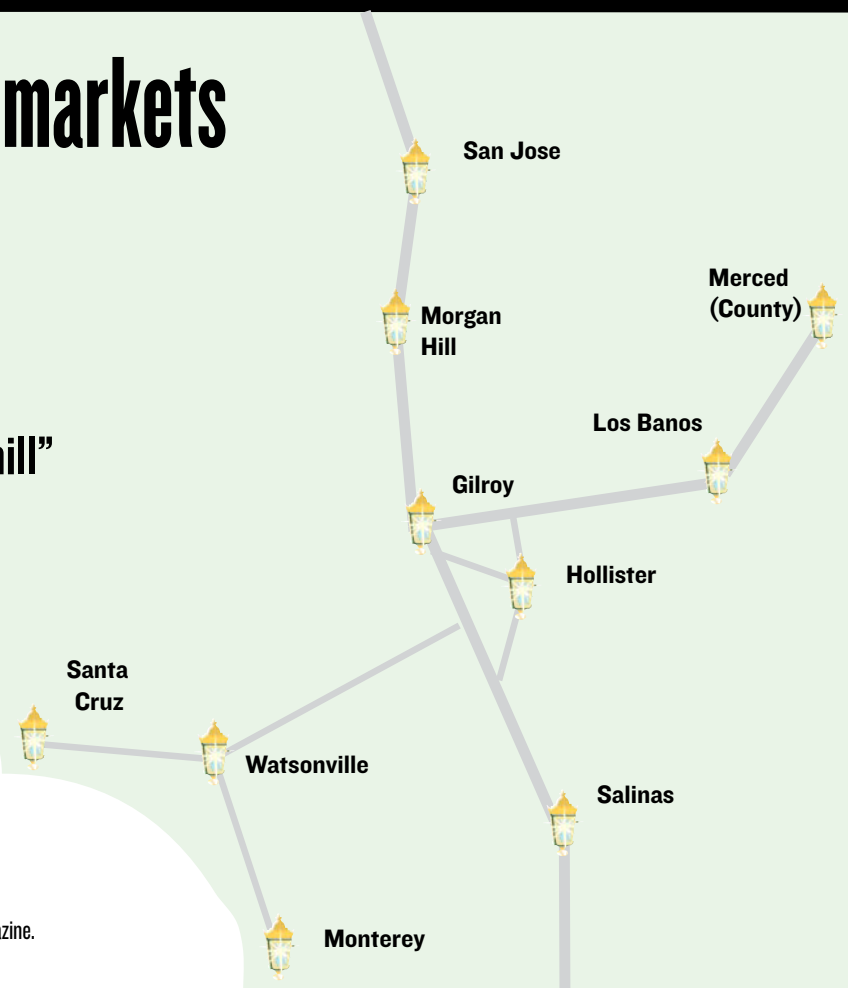 markets
San Jose
Merced
(County)
Morgan
Hill
Los Banos
ill”
Gilroy
Hollister
Santa
Cruz
Watsonville
Salinas
zine.
Monterey